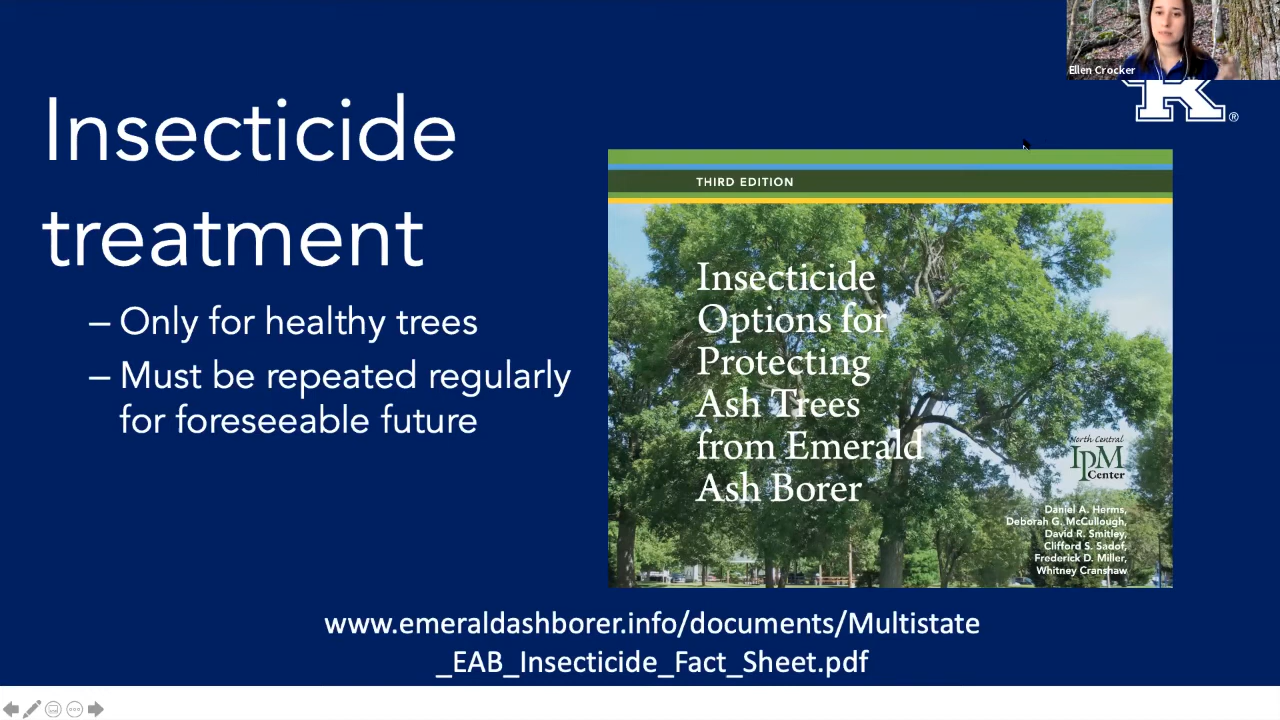 Ellen Crocker
K®
Insecticide
treatment
– Only for healthy trees
– Must be repeated regularly
for foreseeable future
THIRD EDITION
Insecticide
Options for
Protecting
Ash Trees
from Emerald
Ash Borer
North Central
IPM
Center
Daniel A. Herms,
Deborah G. McCullough,
David R. Smitley,
Clifford S. Sadof,
Frederick D. Miller,
Whitney Cranshaw
www.emeraldashborer.info/documents/Multistate
_EAB_Insecticide_Fact_Sheet.pdf